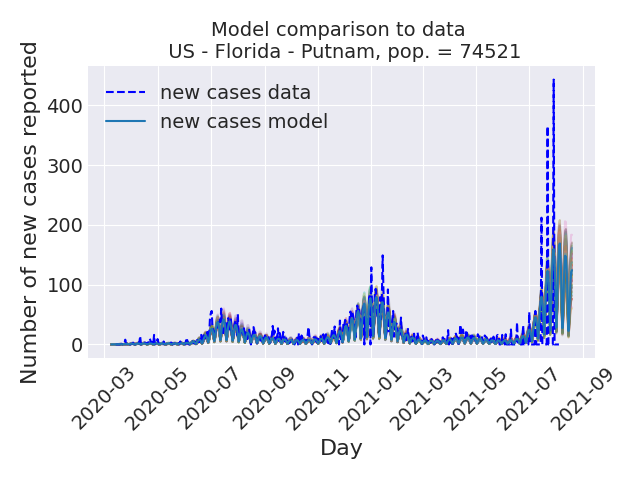 Model comparison to data
US - Florida - Putnam, pop. = 74521
Number of new cases reported
400
300
200
100
0
new cases data
new cases model
2020-03
2020-05
2020-07
2020-09
2020-11
2021-01
2021-03
2021-05
2021-07
2021-09
Day